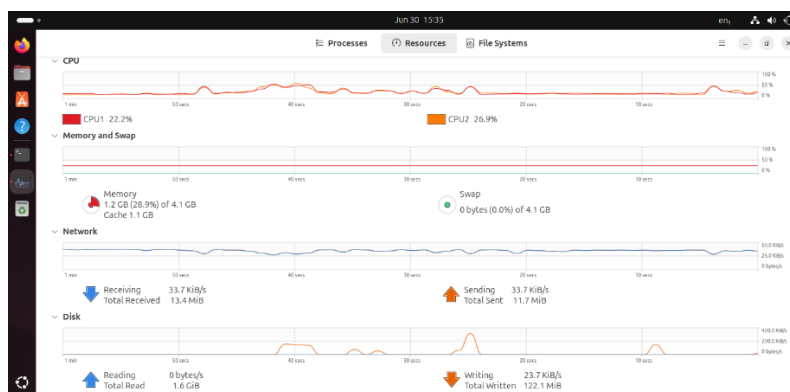 Jun 30 15:35
en₁
Processes Resources File Systems
CPU
100 %
50 %
0 %
1 min 50 secs 40 secs 30 secs 20 secs 10 secs
CPU1 22.2% CPU2 26.9%
Memory and Swap
100 %
50 %
0 %
1 min 50 secs 40 secs 30 secs 20 secs 10 secs
Memory
1.2 GB (28.9%) of 4.1 GB
Cache 1.1 GB
Swap
0 bytes (0.0%) of 4.1 GB
Network
50.0 KiB/s
25.0 KiB/s
0 bytes/s
1 min 50 secs 40 secs 30 secs 20 secs 10 secs
Receiving 33.7 KiB/s
Total Received 13.4 MiB
Sending 33.7 KiB/s
Total Sent 11.7 MiB
Disk
400.0 KiB/s
200.0 KiB/s
0 bytes/s
1 min 50 secs 40 secs 30 secs 20 secs 10 secs
Reading 0 bytes/s
Total Read 1.6 GiB
Writing 23.7 KiB/s
Total Written 122.1 MiB